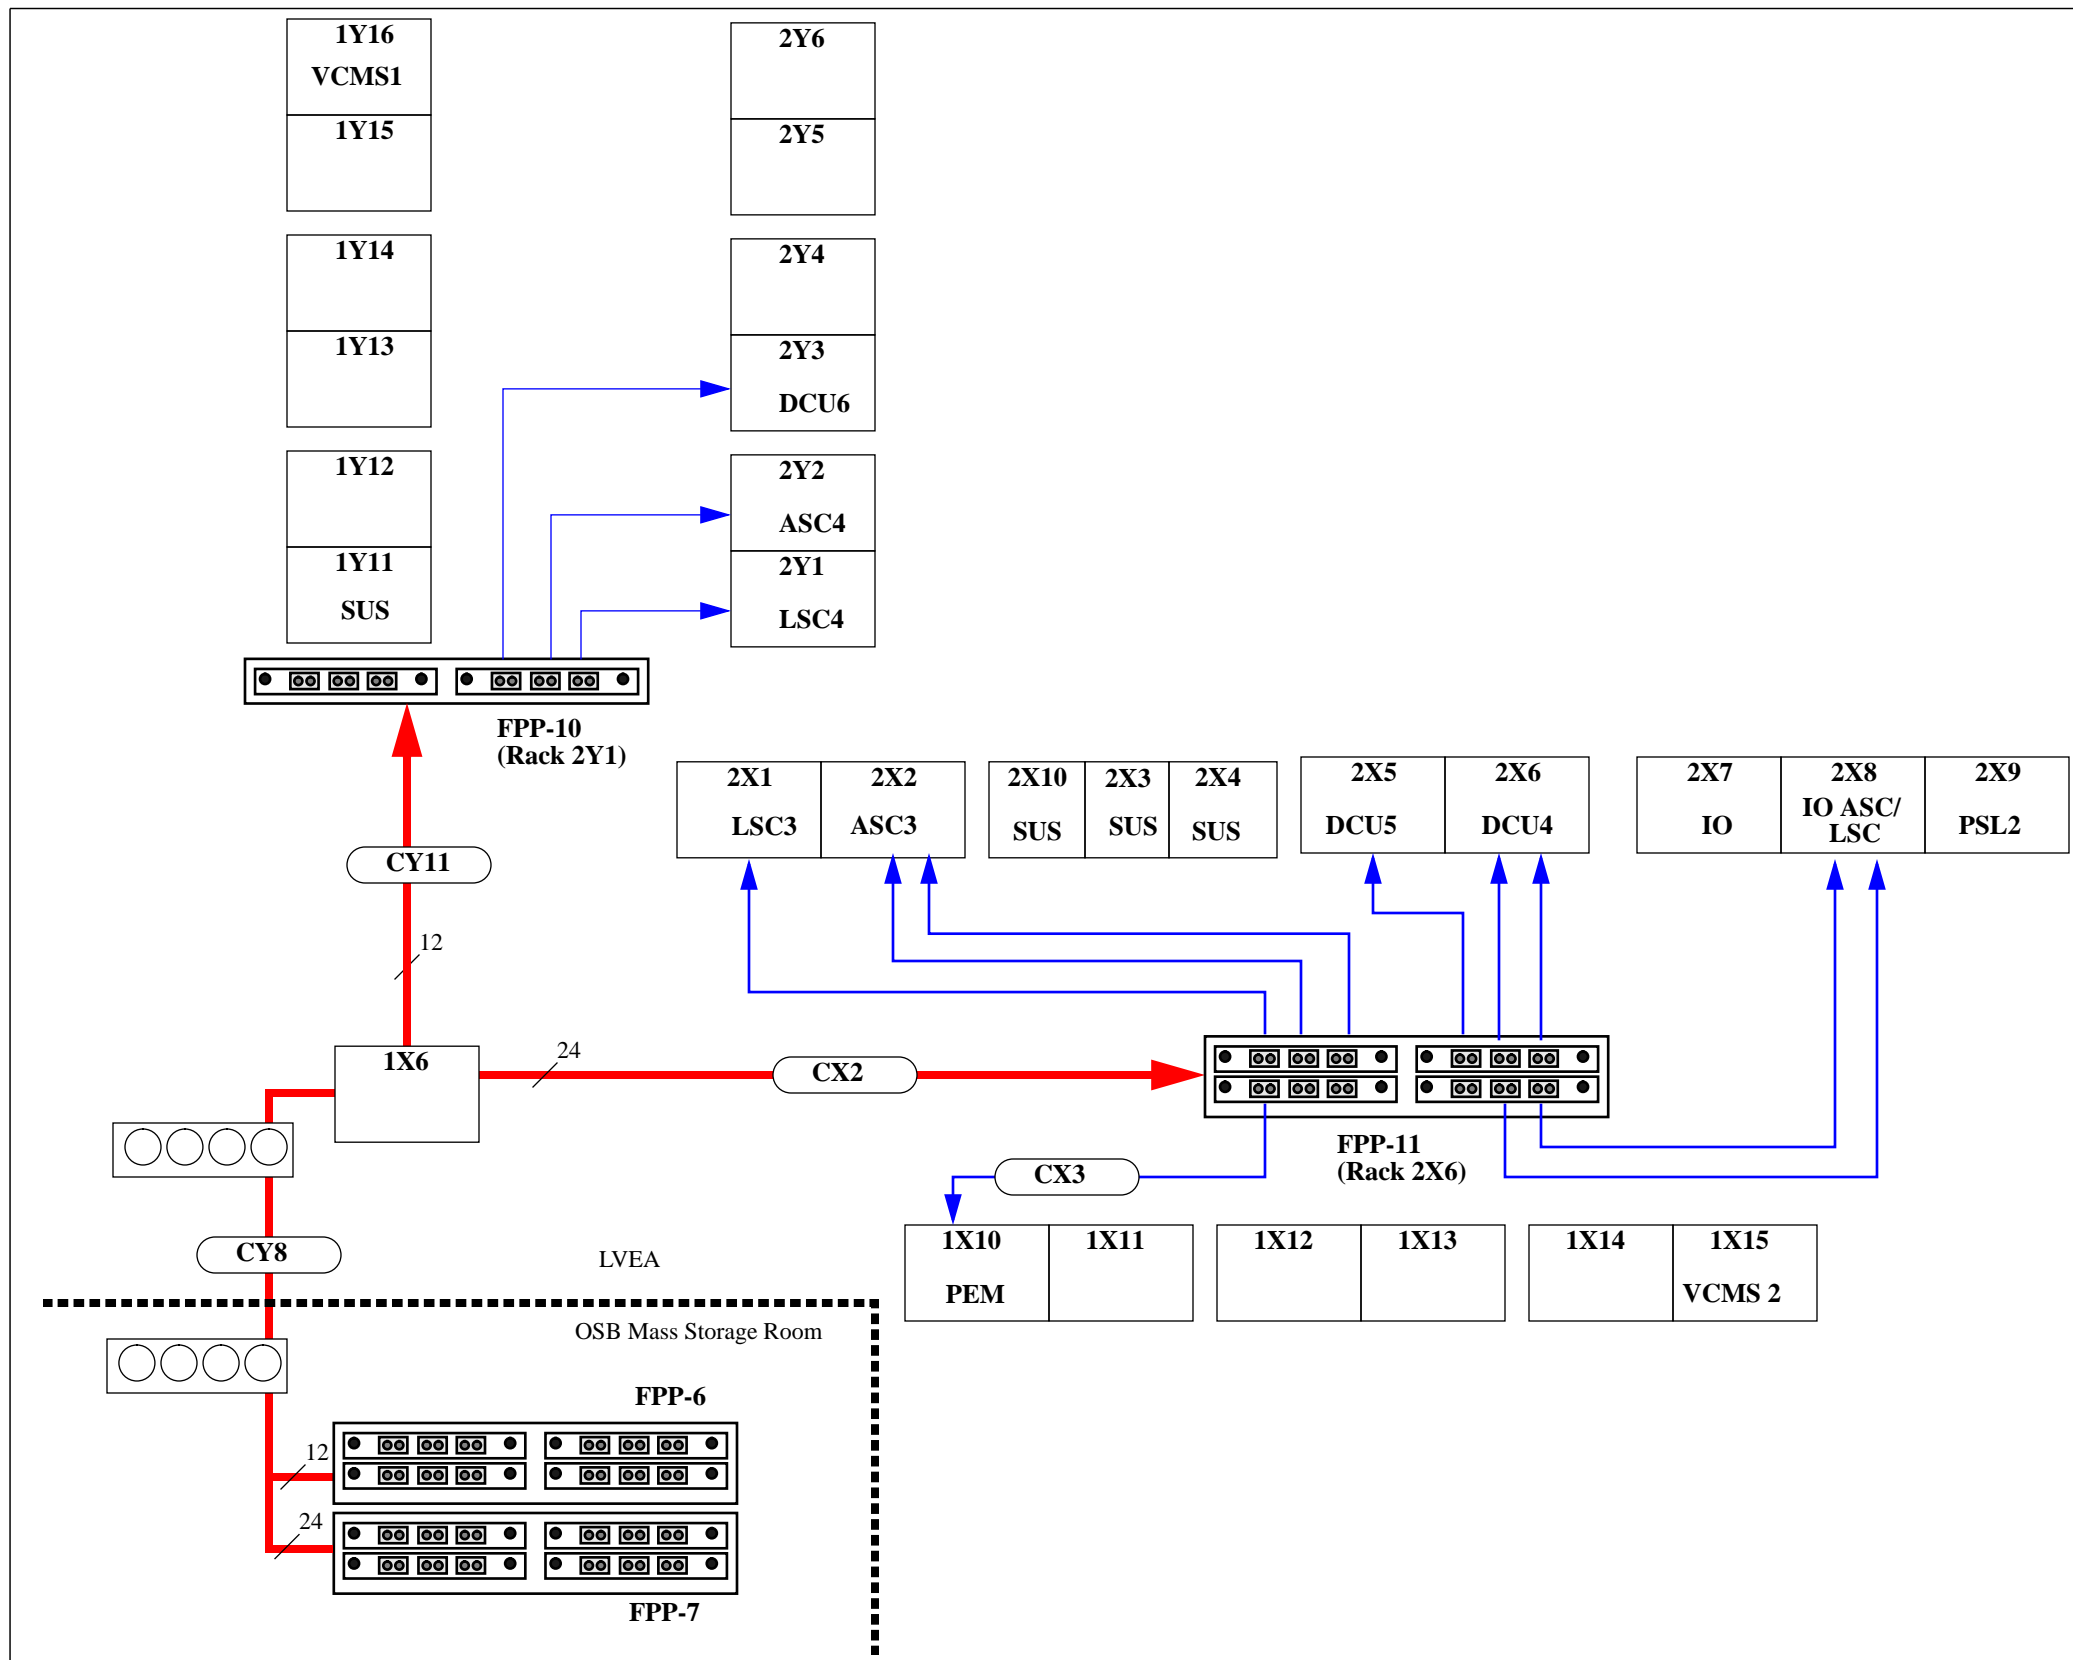 1Y16
VCMS1
1Y15
1Y14
1Y13
1Y12
1Y11
SUS
2Y6
2Y5
2Y4
2Y3
DCU6
2Y2
ASC4
2Y1
LSC4
FPP-10
(Rack 2Y1)
CY11
12
1X6
24
CX2
2X1
LSC3
2X2
ASC3
2X10
SUS
2X3
SUS
2X4
SUS
2X5
DCU5
2X6
DCU4
2X7
IO
2X8
IO ASC/
LSC
2X9
PSL2
FPP-11
(Rack 2X6)
CX3
1X10
PEM
1X11
1X12
1X13
1X14
1X15
VCMS 2
CY8
LVEA
OSB Mass Storage Room
FPP-6
12
24
FPP-7